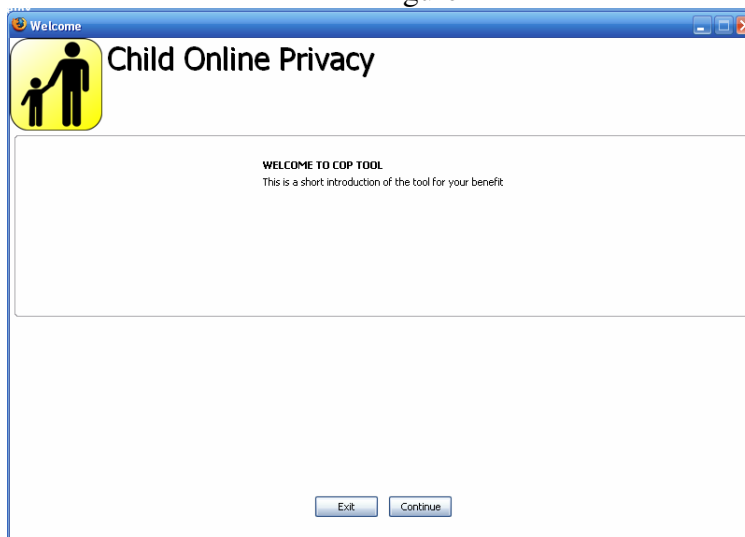 Welcome
Child Online Privacy
WELCOME TO COP TOOL
This is a short introduction of the tool for your benefit
Exit
Continue